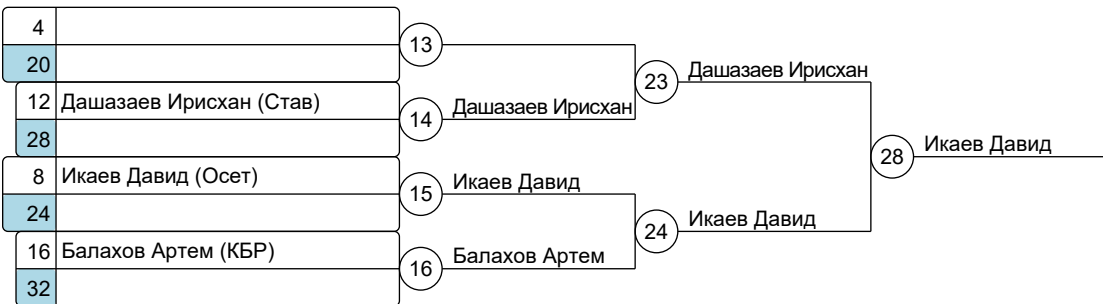 4
13
20
12 Дашазаев Ирисхан (Став)
14
Дашазаев Ирисхан
28
23
Дашазаев Ирисхан
8 Икаев Давид (Осет)
15
Икаев Давид
24
16 Балахов Артем (КБР)
16
Балахов Артем
32
24
Икаев Давид
28
Икаев Давид